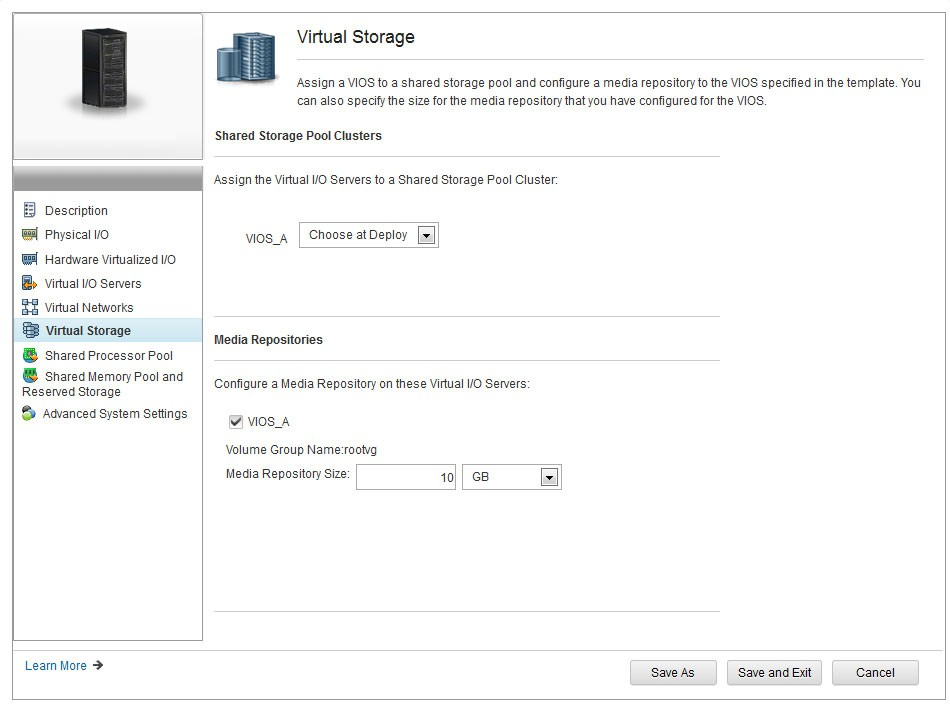 Virtual Storage
Assign a VIOS to a shared storage pool and configure a media repository to the VIOS specified in the template. You
can also specify the size for the media repository that you have configured for the VIOS.
Description
Physical I/O
Hardware Virtualized I/O
Virtual I/O Servers
Virtual Networks
Virtual Storage
Shared Processor Pool
Shared Memory Pool and
Reserved Storage
Advanced System Settings
Shared Storage Pool Clusters
Assign the Virtual I/O Servers to a Shared Storage Pool Cluster:
VIOS_A Choose at Deploy
Media Repositories
Configure a Media Repository on these Virtual I/O Servers:
VIOS_A
Volume Group Name:rootvg
Media Repository Size: 10 GB
Learn More
Save As Save and Exit Cancel